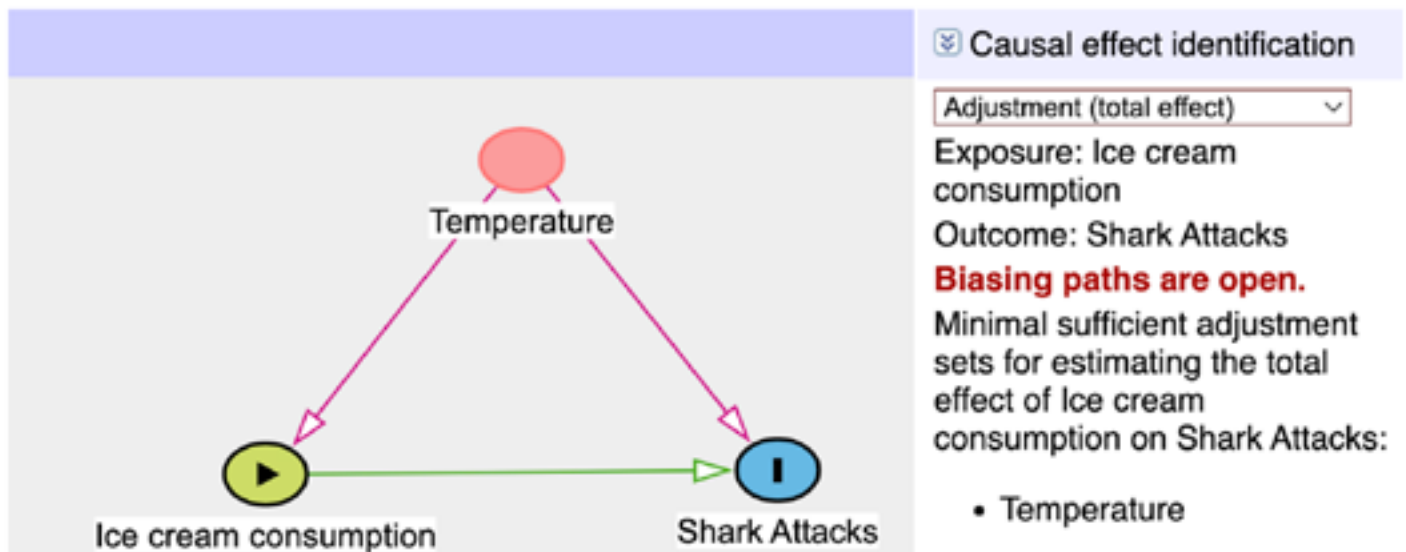 Temperature
Ice cream consumption
Shark Attacks
Causal effect identification
Adjustment (total effect)
Exposure: Ice cream
consumption
Outcome: Shark Attacks
Biasing paths are open.
Minimal sufficient adjustment
sets for estimating the total
effect of Ice cream
consumption on Shark Attacks:
• Temperature